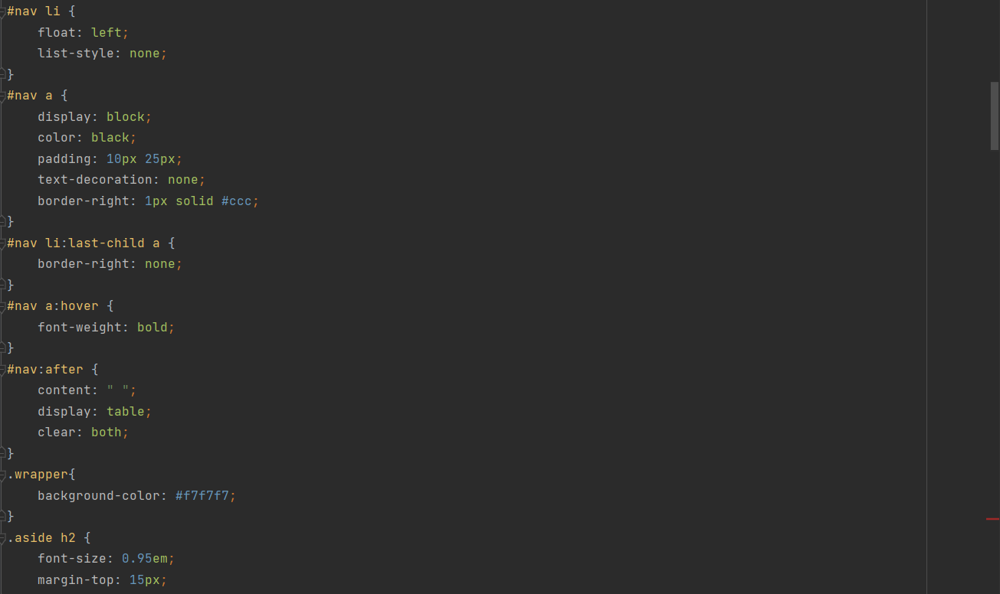 #nav li {
    float: left;
    list-style: none;
}
#nav a {
    display: block;
    color: black;
    padding: 10px 25px;
    text-decoration: none;
    border-right: 1px solid #ccc;
}
#nav li:last-child a {
    border-right: none;
}
#nav a:hover {
    font-weight: bold;
}
#nav:after {
    content: " ";
    display: table;
    clear: both;
}
.wrapper{
    background-color: #f7f7f7;
}
.aside h2 {
    font-size: 0.95em;
    margin-top: 15px;